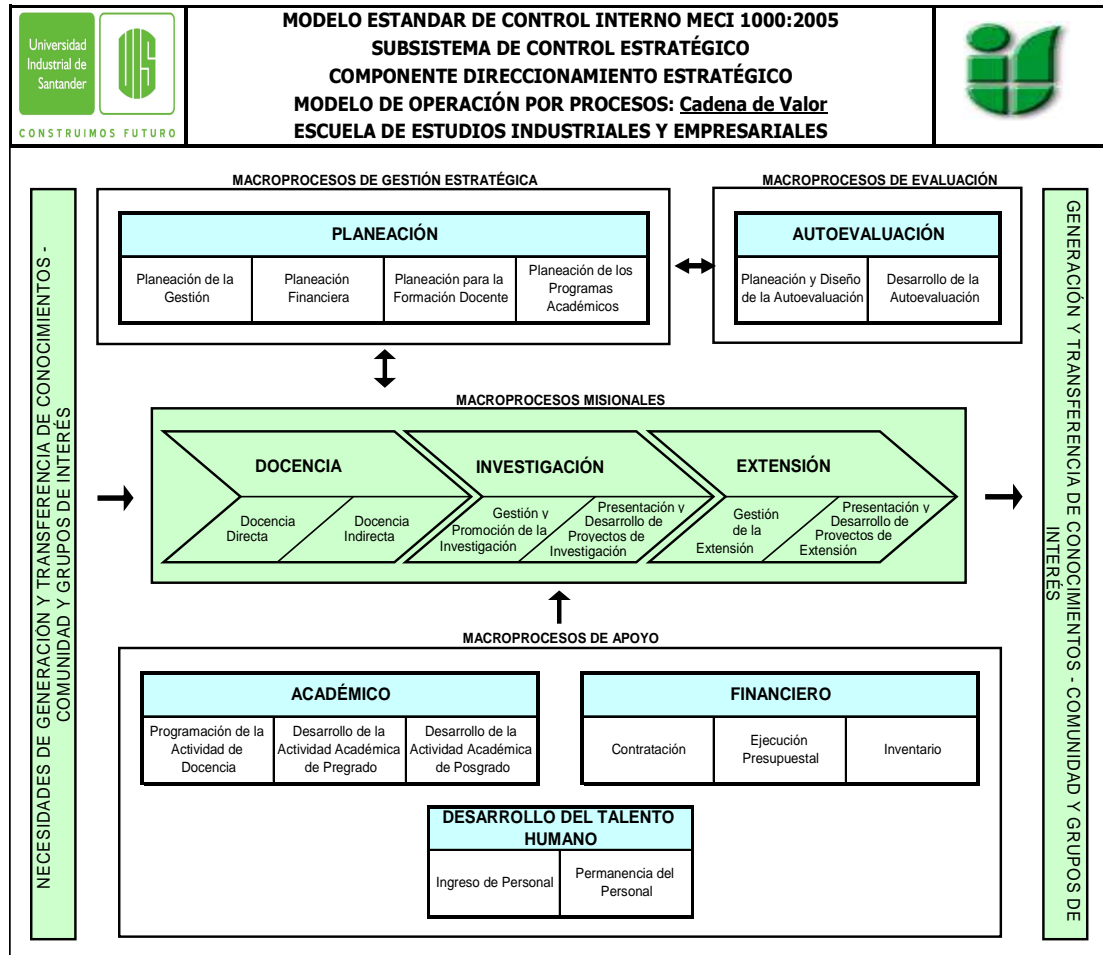 Universidad
Industrial de
Santander
UIS
CONSTRUIMOS FUTURO
MODELO ESTANDAR DE CONTROL INTERNO MECI 1000:2005
SUBSISTEMA DE CONTROL ESTRATÉGICO
COMPONENTE DIRECCIONAMIENTO ESTRATÉGICO
MODELO DE OPERACIÓN POR PROCESOS: Cadena de Valor
ESCUELA DE ESTUDIOS INDUSTRIALES Y EMPRESARIALES
NECESIDADES DE GENERACIÓN Y TRANSFERENCIA DE CONOCIMIENTOS -
COMUNIDAD Y GRUPOS DE INTERÉS
MACROPROCESOS DE GESTIÓN ESTRATÉGICA
PLANEACIÓN
Planeación de la
Gestión
Planeación
Financiera
Planeación para la
Formación Docente
Planeación de los
Programas
Académicos
MACROPROCESOS DE EVALUACIÓN
AUTOEVALUACIÓN
Planeación y Diseño
de la Autoevaluación
Desarrollo de la
Autoevaluación
MACROPROCESOS MISIONALES
DOCENCIA
Docencia
Directa
Docencia
Indirecta
INVESTIGACIÓN
Gestión y
Promoción de la
Investigación
Presentación y
Desarrollo de
Proyectos de
Investigación
EXTENSIÓN
Gestión
de la
Extensión
Presentación y
Desarrollo de
Proyectos de
Extensión
MACROPROCESOS DE APOYO
ACADÉMICO
Programación de la
Actividad de
Docencia
Desarrollo de la
Actividad Académica
de Pregrado
Desarrollo de la
Actividad Académica
de Posgrado
FINANCIERO
Contratación
Ejecución
Presupuestal
Inventario
DESARROLLO DEL TALENTO
HUMANO
Ingreso de Personal
Permanencia del
Personal
GENERACIÓN Y TRANSFERENCIA DE CONOCIMIENTOS - COMUNIDAD Y GRUPOS DE
INTERÉS